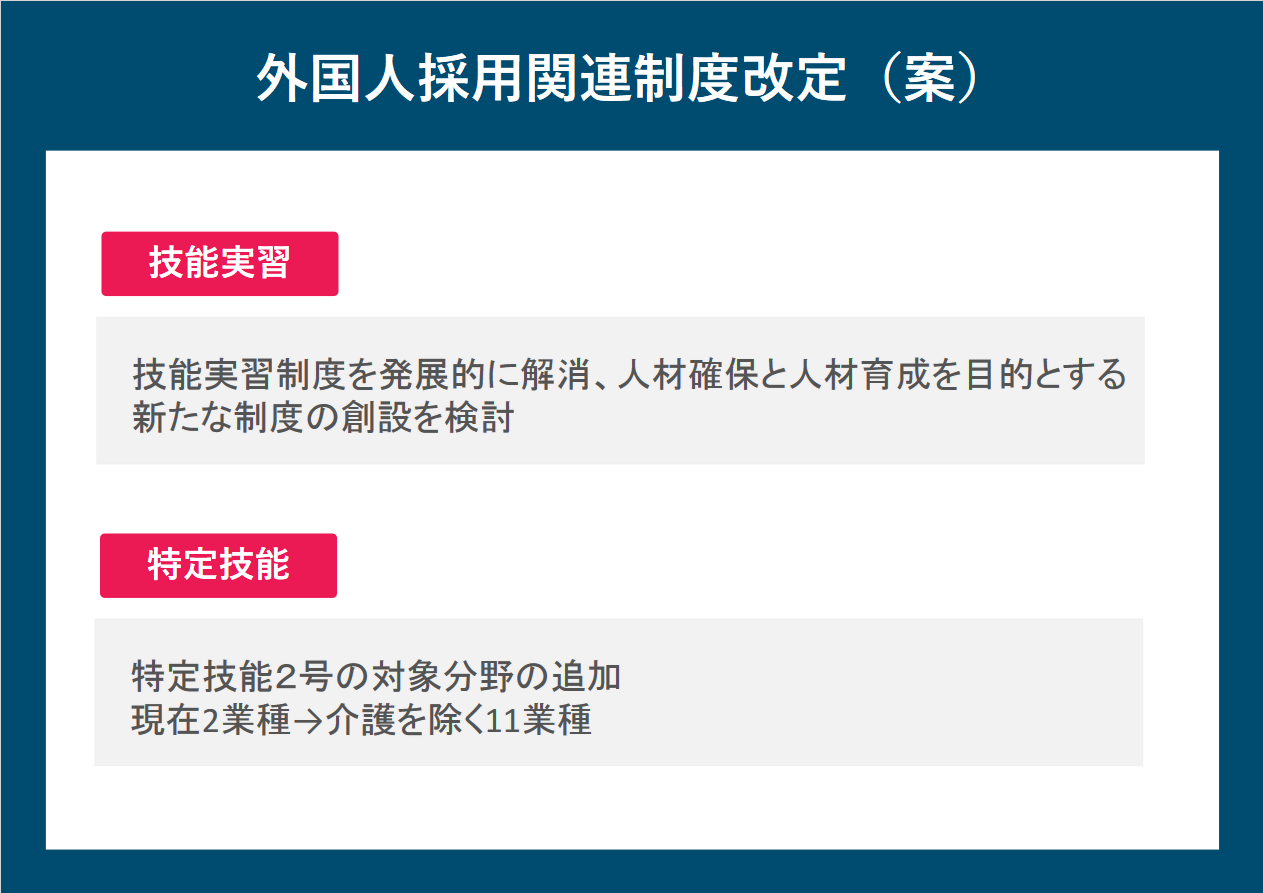 外国人採用関連制度改定（案）
技能実習
技能実習制度を発展的に解消、人材確保と人材育成を目的とする
新たな制度の創設を検討
特定技能
特定技能２号の対象分野の追加
現在2業種→介護を除く11業種